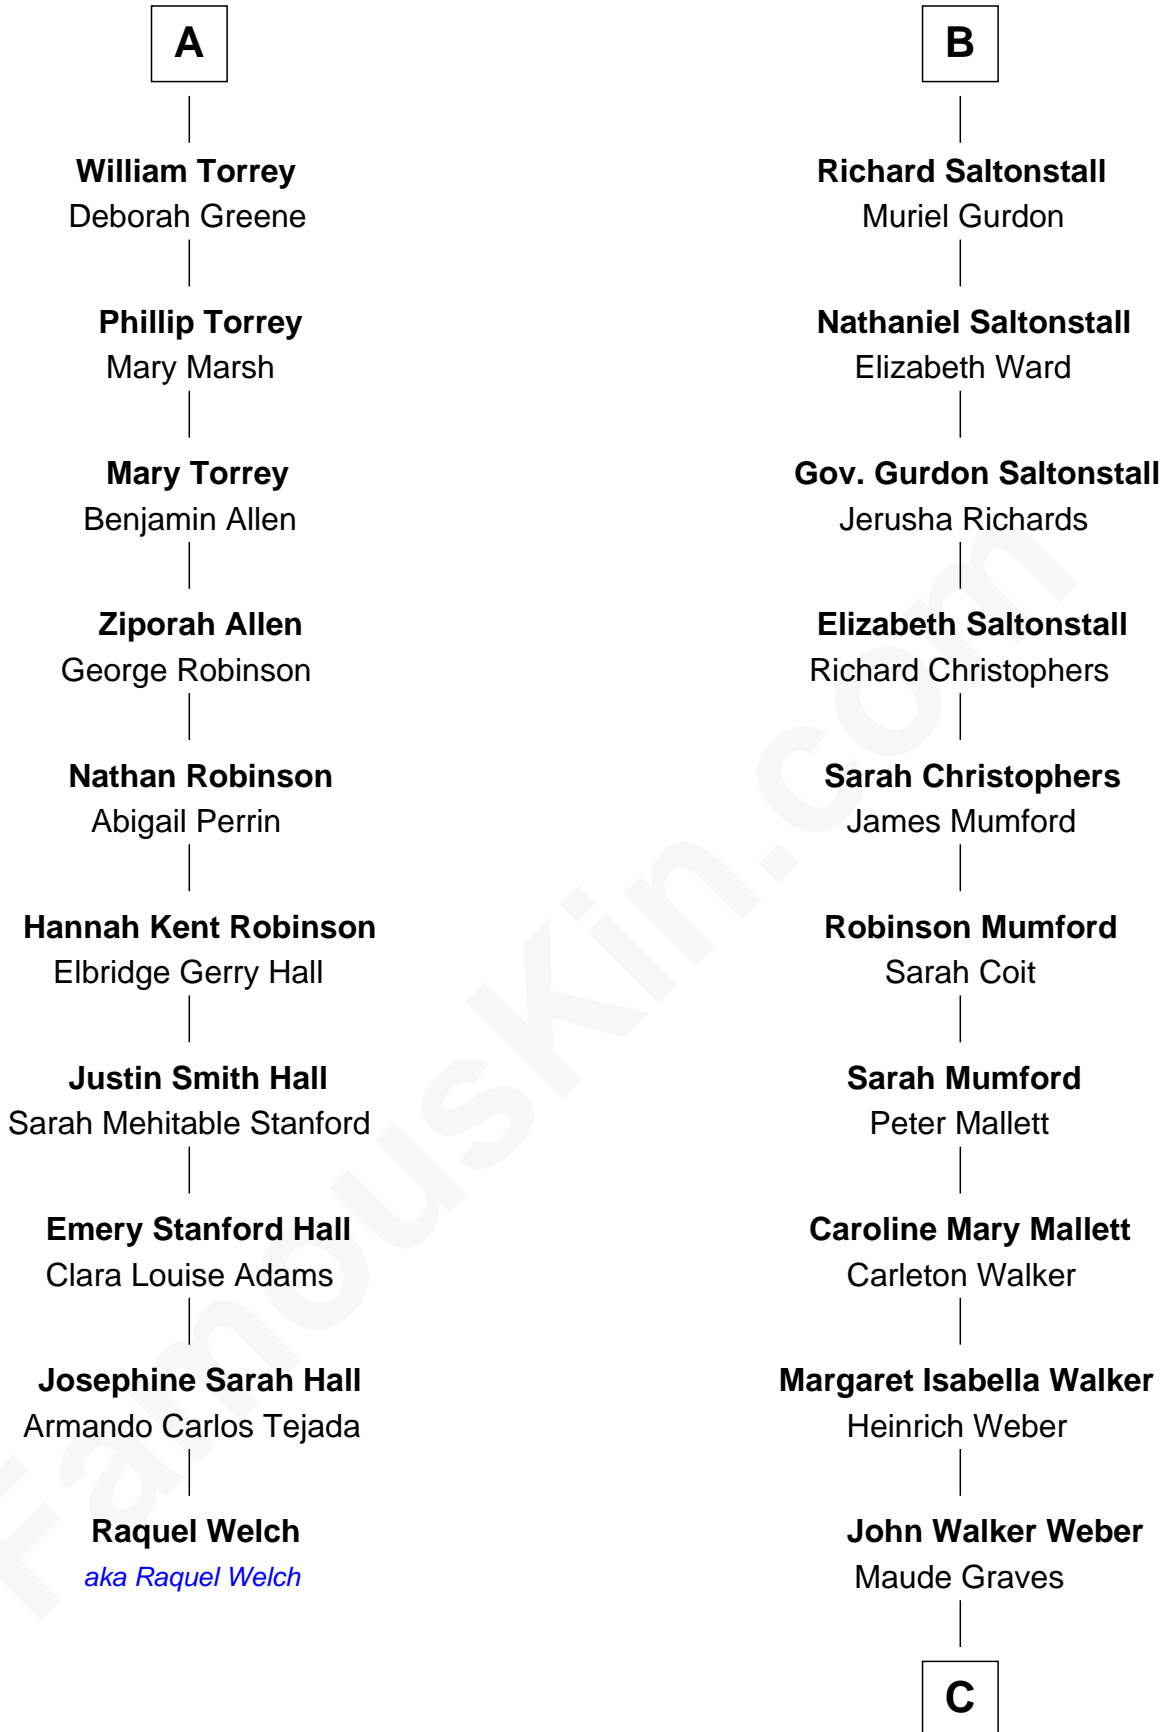 A
William Torrey
Deborah Greene
Phillip Torrey
Mary Marsh
Mary Torrey
Benjamin Allen
Ziporah Allen
George Robinson
Nathan Robinson
Abigail Perrin
Hannah Kent Robinson
Elbridge Gerry Hall
Justin Smith Hall
Sarah Mehitable Stanford
Emery Stanford Hall
Clara Louise Adams
Josephine Sarah Hall
Armando Carlos Tejada
Raquel Welch
aka Raquel Welch
B
Richard Saltonstall
Muriel Gurdon
Nathaniel Saltonstall
Elizabeth Ward
Gov. Gurdon Saltonstall
Jerusha Richards
Elizabeth Saltonstall
Richard Christophers
Sarah Christophers
James Mumford
Robinson Mumford
Sarah Coit
Sarah Mumford
Peter Mallett
Caroline Mary Mallett
Carleton Walker
Margaret Isabella Walker
Heinrich Weber
John Walker Weber
Maude Graves
C
FamousKin.com